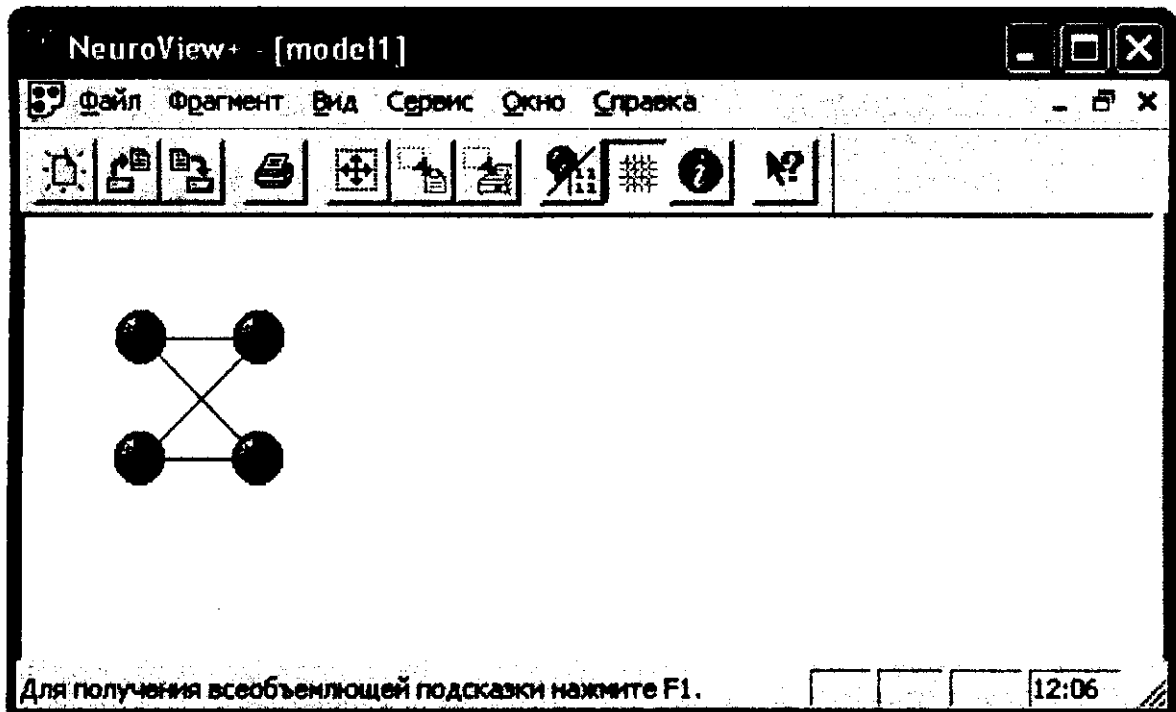 NeuroView+ - [model1]
Файл Фрагмент Вид Сервис Окно Справка
Для получения всеобъемлющей подсказки нажмите F1. 12:06